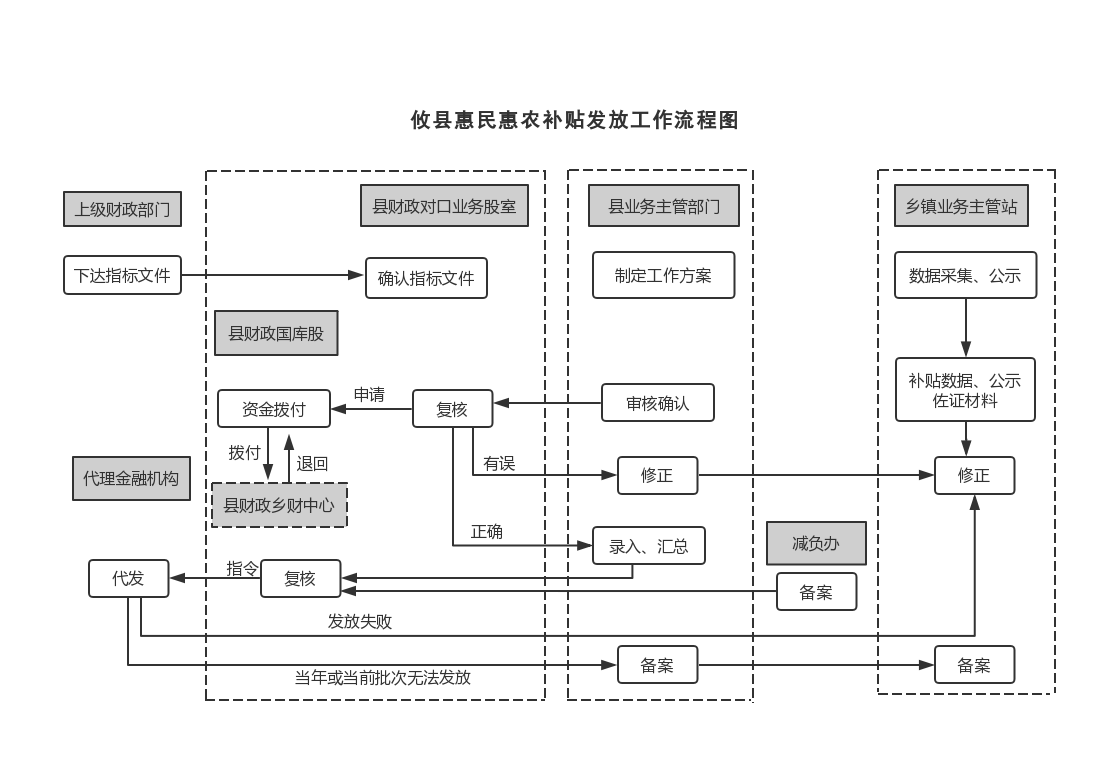 攸县惠民惠农补贴发放工作流程图
上级财政部门
县财政对口业务股室
县业务主管部门
乡镇业务主管站
下达指标文件
确认指标文件
制定工作方案
数据采集、公示
县财政国库股
补贴数据、公示
佐证材料
资金拨付
申请
复核
审核确认
拨付
退回
有误
修正
修正
代理金融机构
县财政乡财中心
正确
录入、汇总
减负办
代发
指令
复核
备案
发放失败
当年或当前批次无法发放
备案
备案